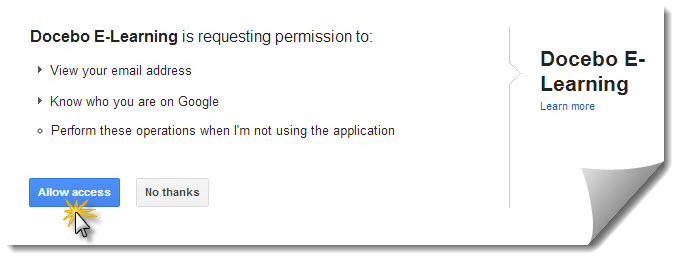 Docebo E-Learning is requesting permission to:
View your email address
Know who you are on Google
Perform these operations when I'm not using the application
Allow access
No thanks
Docebo E-
Learning
Learn more